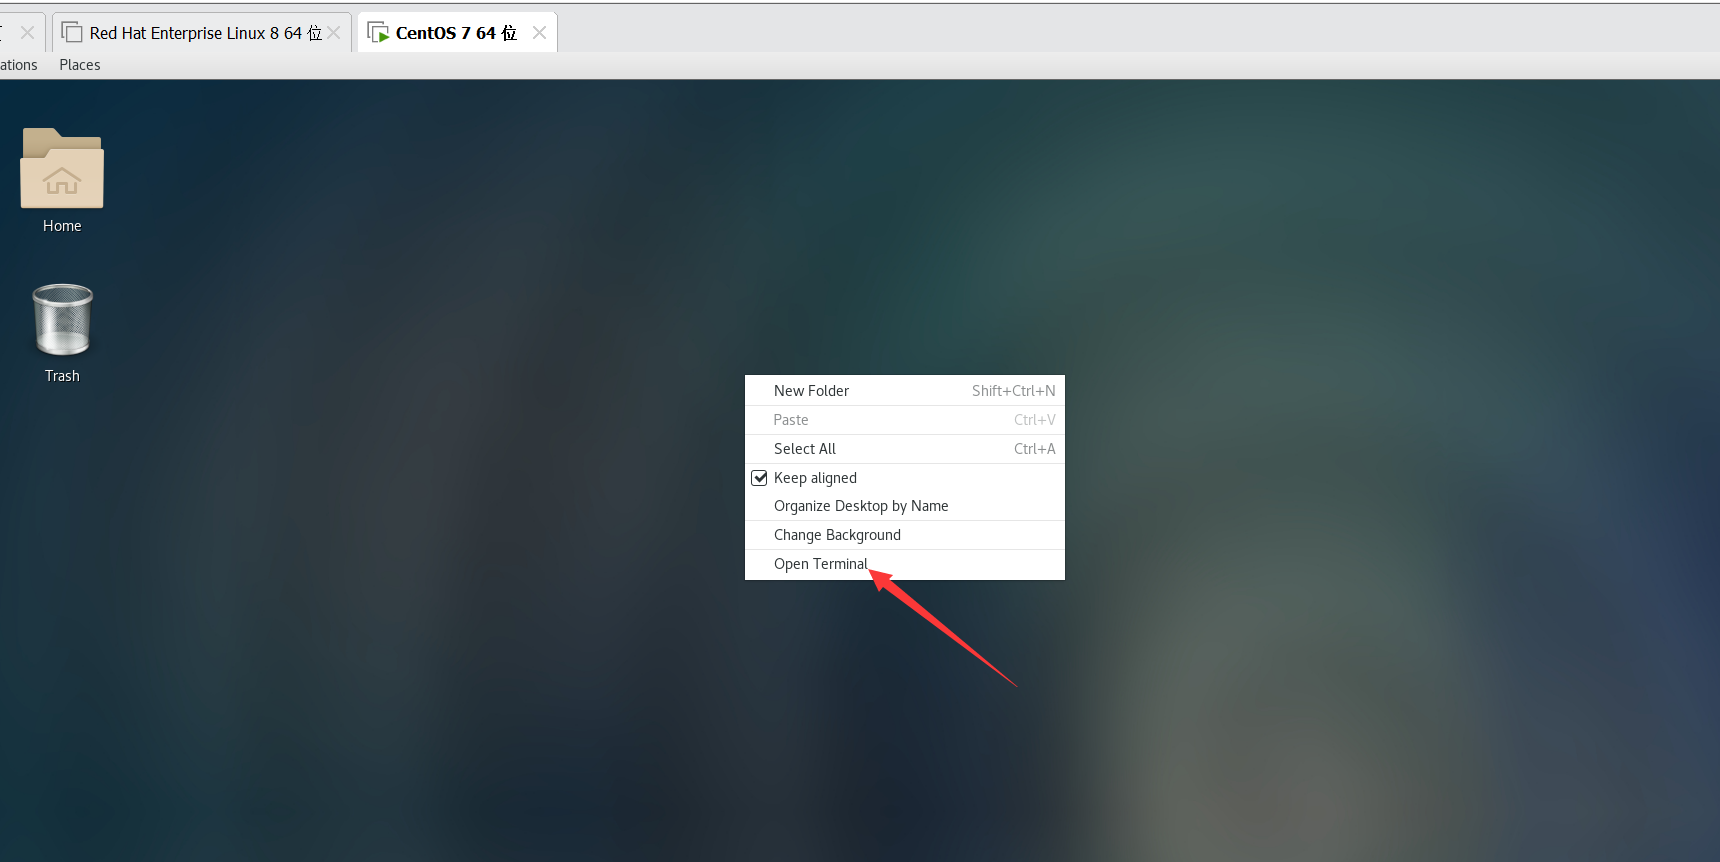 Red Hat Enterprise Linux 8 64 位
CentOS 7 64 位
ations
Places
Home
Trash
New Folder Shift+Ctrl+N
Paste Ctrl+V
Select All Ctrl+A
Keep aligned
Organize Desktop by Name
Change Background
Open Terminal